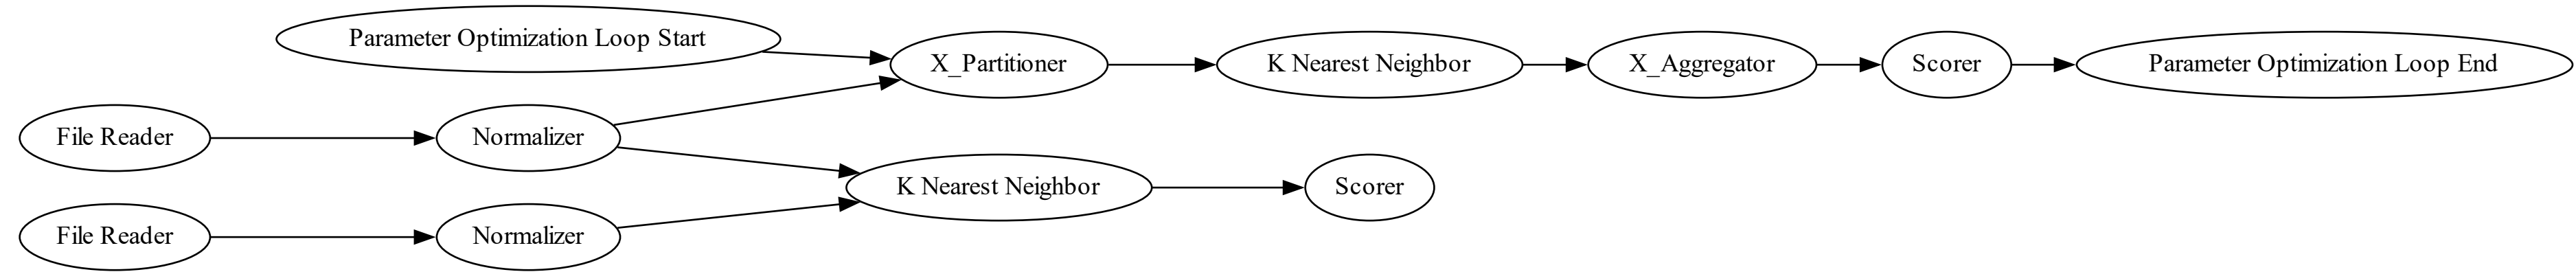 Parameter Optimization Loop Start
X_Partitioner
K Nearest Neighbor
X_Aggregator
Scorer
Parameter Optimization Loop End
File Reader
Normalizer
K Nearest Neighbor
Scorer
File Reader
Normalizer